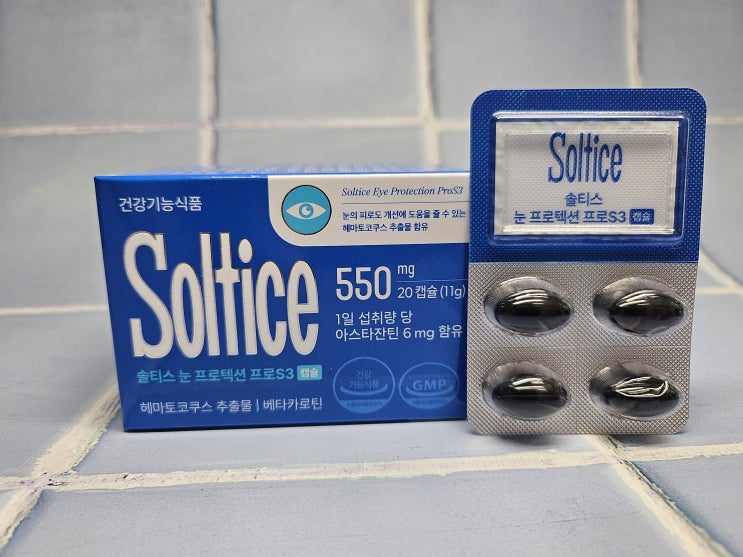 건강기능식품
Soltice Eye Protection ProS3
눈의 피로도 개선에 도움을 줄 수 있는
헤마토코쿠스 추출물 함유
Soltice
550 mg
20 캡슐 (11g)
1일 섭취량 당
아스타잔틴 6 mg 함유
솔티스 눈 프로텍션 프로S3 캡슐
건강
기능식품
GMP
헤마토코쿠스 추출물 | 베타카로틴
Soltice
솔티스
눈 프로텍션 프로S3 캡슐